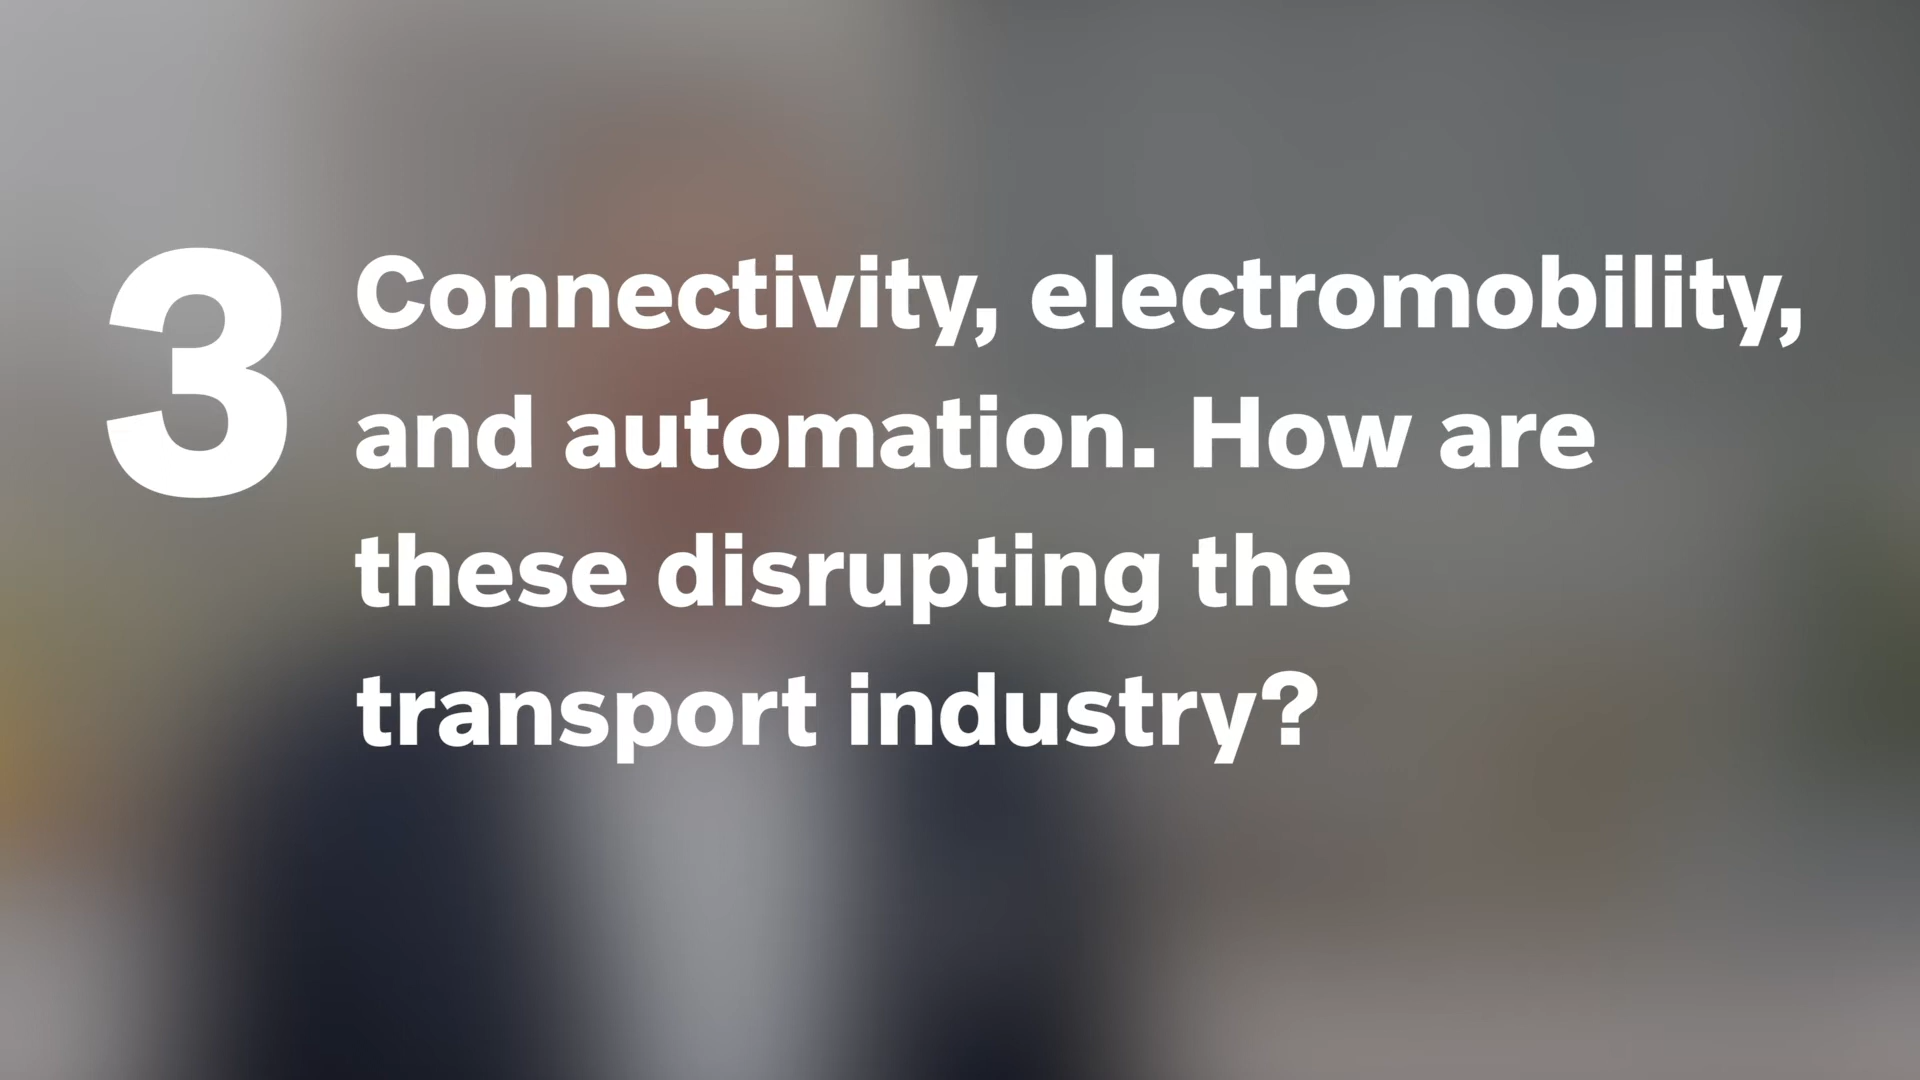 3
Connectivity, electromobility,
and automation. How are
these disrupting the
transport industry?